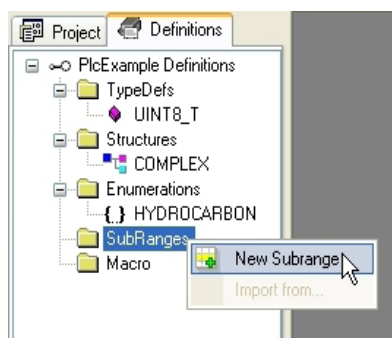 Project Definitions
PlcExample Definitions
TypeDefs
UINT8_T
Structures
COMPLEX
Enumerations
HYDROCARBON
SubRanges
New Subrange
Macro
Import from...